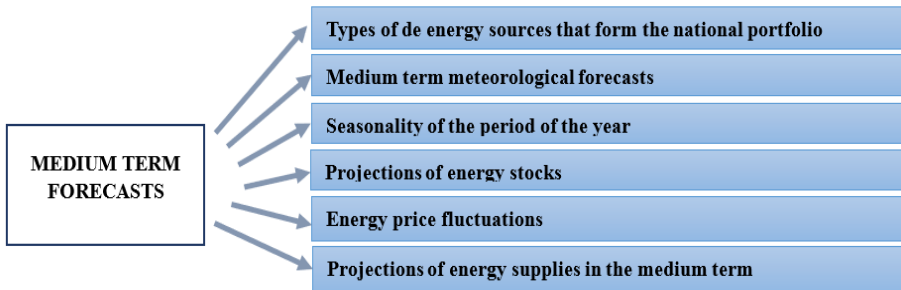 Types of de energy sources that form the national portfolio
Medium term meteorological forecasts
Seasonality of the period of the year
MEDIUM TERM
FORECASTS
Projections of energy stocks
Energy price fluctuations
Projections of energy supplies in the medium term